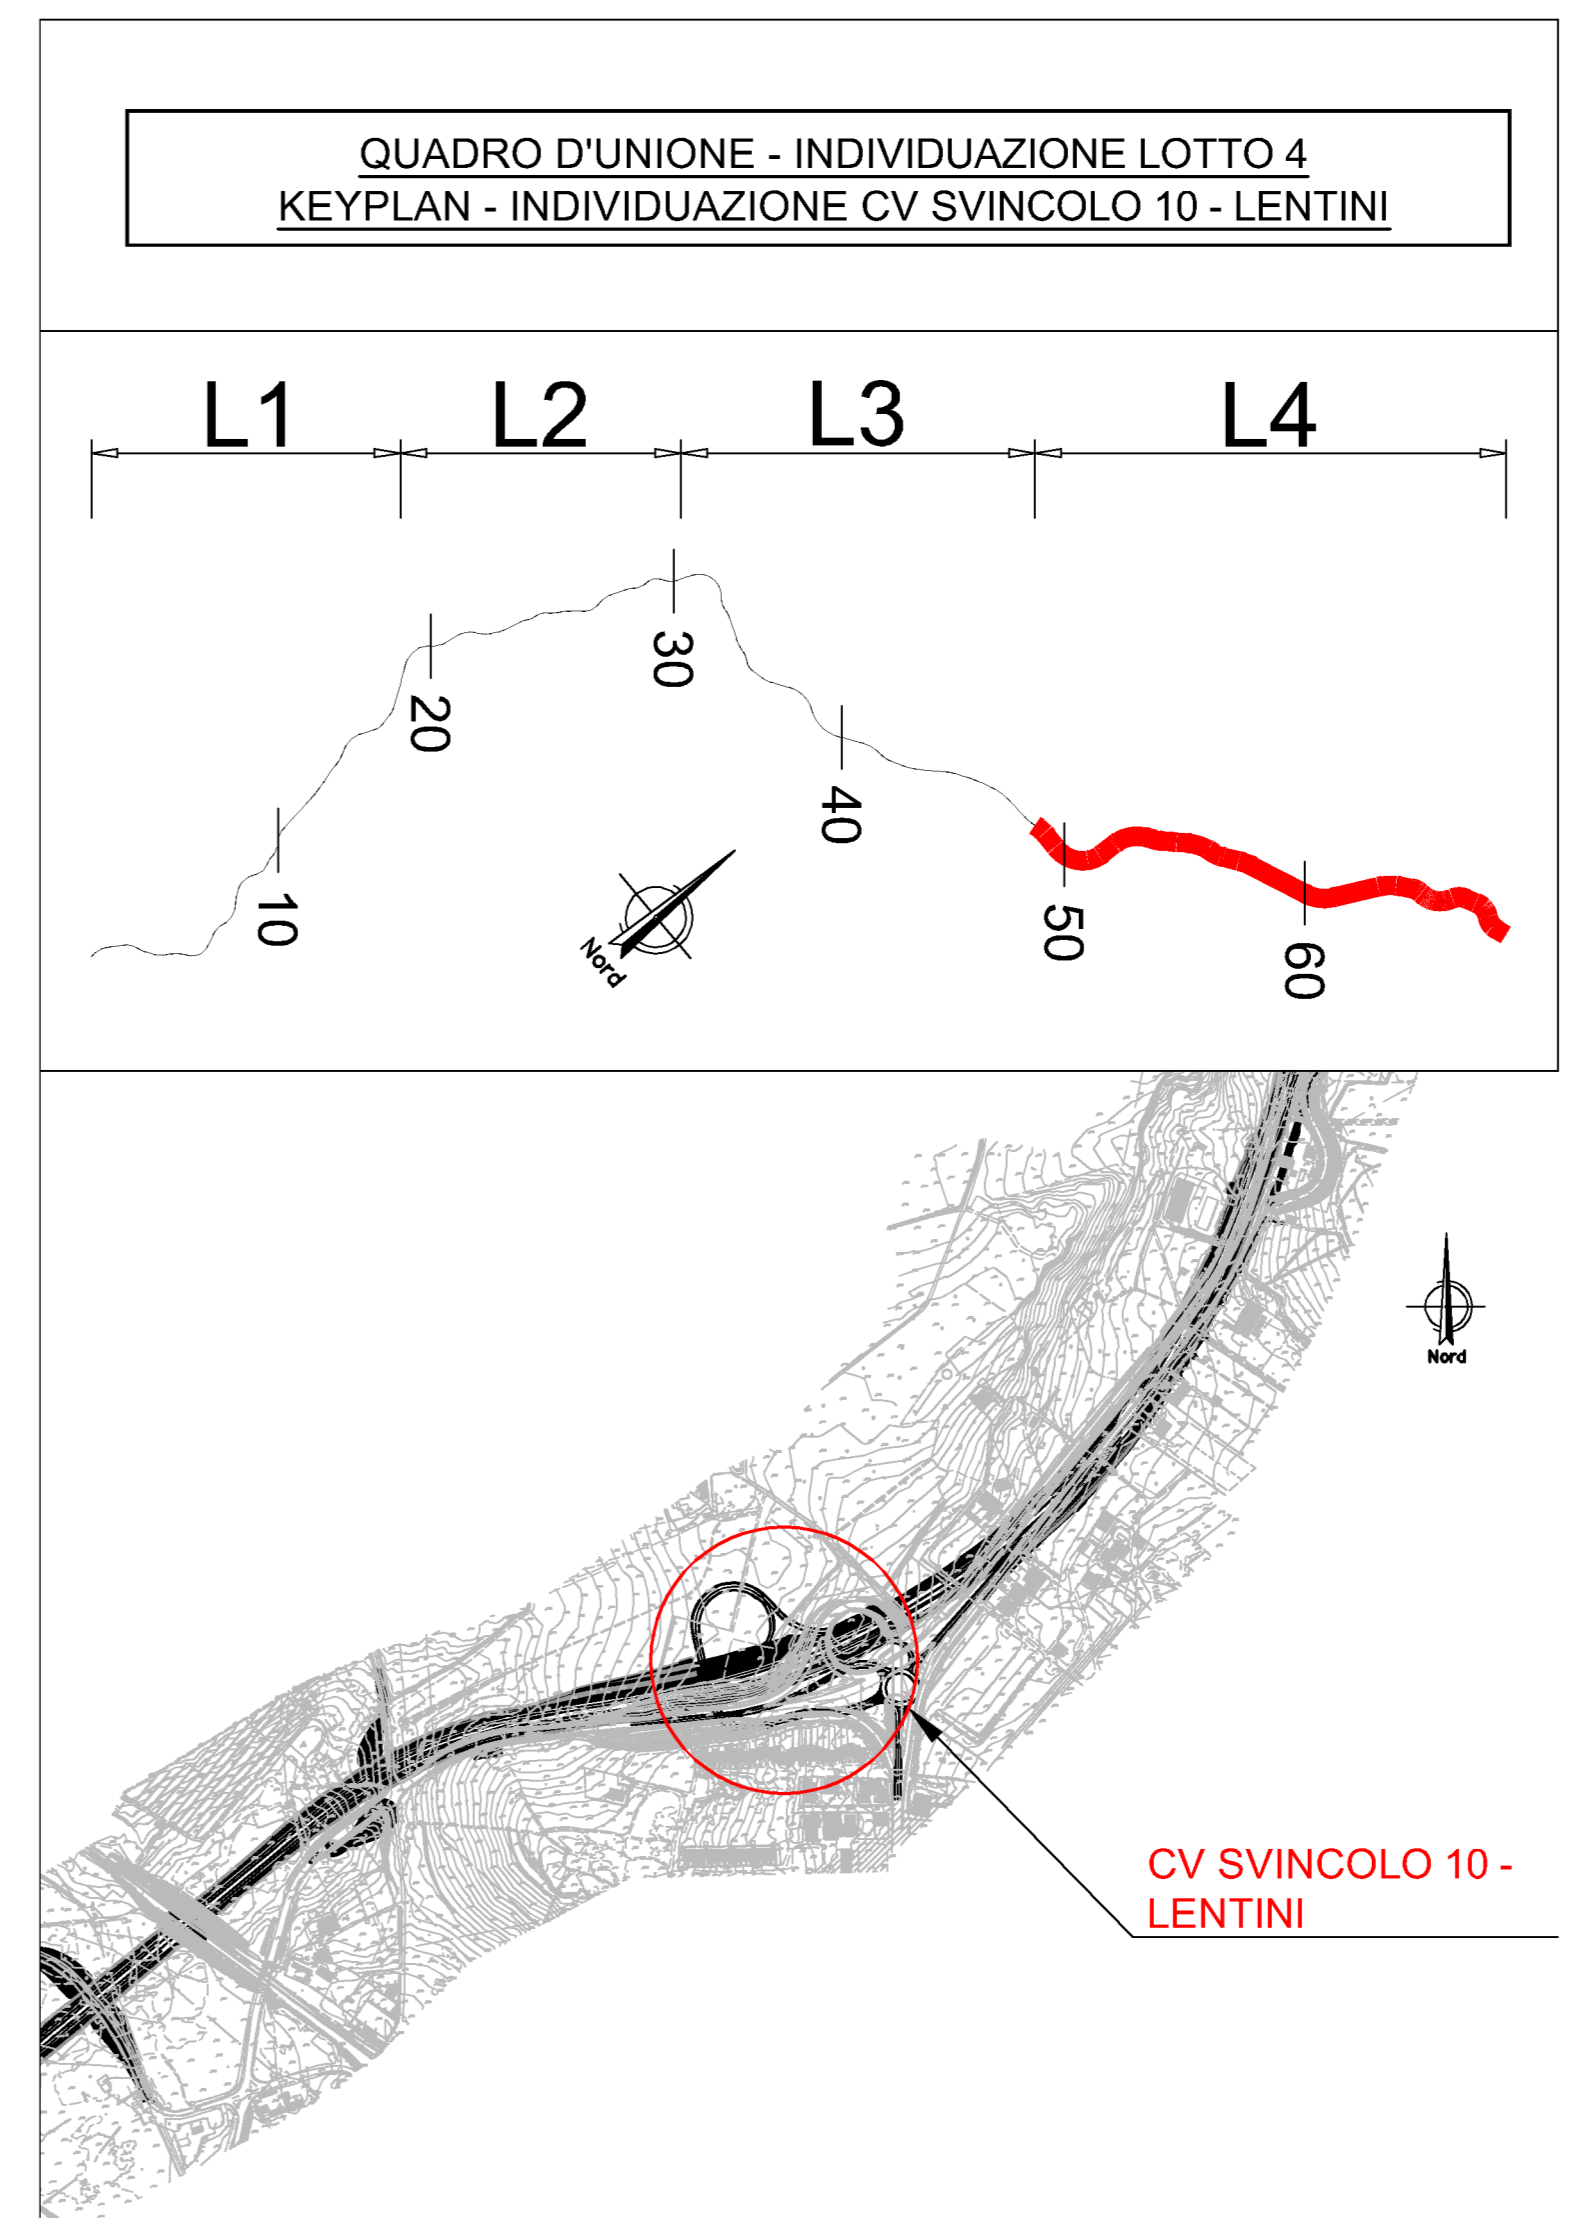 QUADRO D'UNIONE - INDIVIDUAZIONE LOTTO 4
KEYPLAN - INDIVIDUAZIONE CV SVINCOLO 10 - LENTINI
L1
L2
L3
L4
10
20
30
40
50
60
Nord
Nord
CV SVINCOLO 10 -
LENTINI